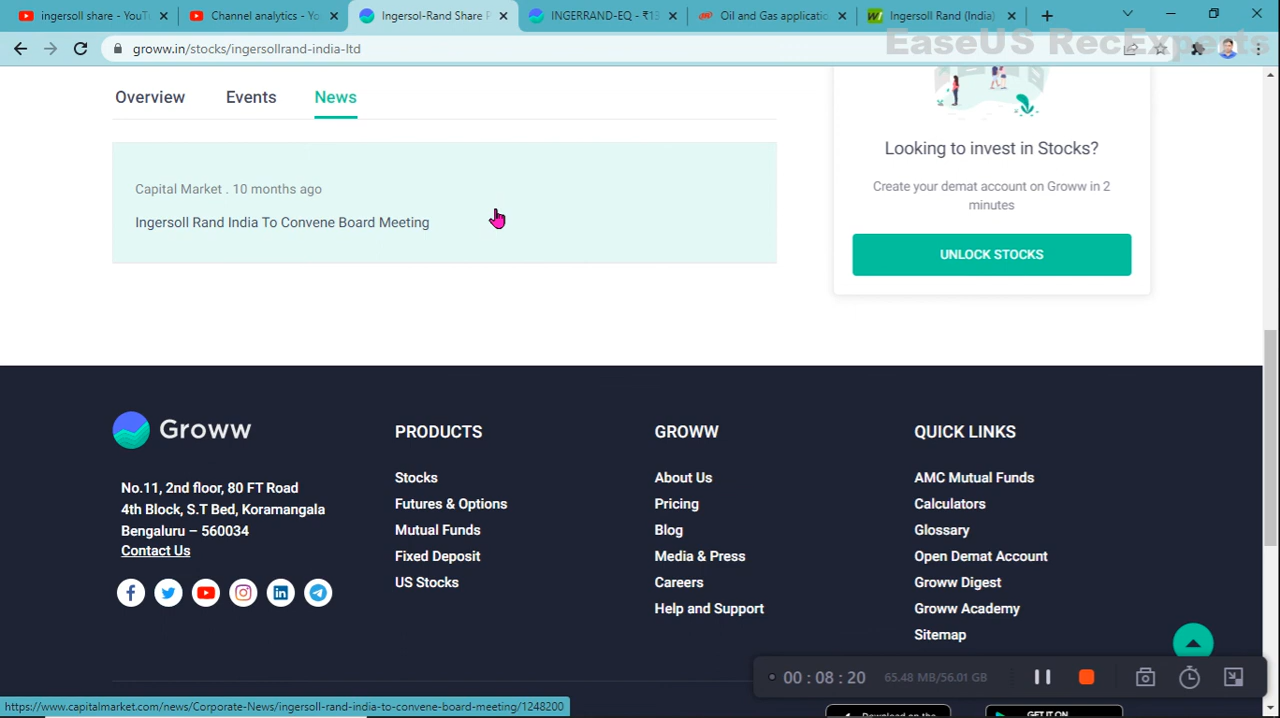 ingersoll share - YouT
Channel analytics - Yo
Ingersol-Rand Share P
INGERRAND-EQ - ₹13
Oil and Gas applicatio
Ingersoll Rand (India)
groww.in/stocks/ingersollrand-india-ltd
EaseUS RecExperts
Overview
Events
News
Capital Market . 10 months ago
Ingersoll Rand India To Convene Board Meeting
Looking to invest in Stocks?
Create your demat account on Groww in 2
minutes
UNLOCK STOCKS
Groww
No.11, 2nd floor, 80 FT Road
4th Block, S.T Bed, Koramangala
Bengaluru – 560034
Contact Us
PRODUCTS
Stocks
Futures & Options
Mutual Funds
Fixed Deposit
US Stocks
GROWW
About Us
Pricing
Blog
Media & Press
Careers
Help and Support
QUICK LINKS
AMC Mutual Funds
Calculators
Glossary
Open Demat Account
Groww Digest
Groww Academy
Sitemap
00 : 08 : 20
65.48 MB/56.01 GB
https://www.capitalmarket.com/news/Corporate-News/ingersoll-rand-india-to-convene-board-meeting/1248200
Download on the
GET IT ON